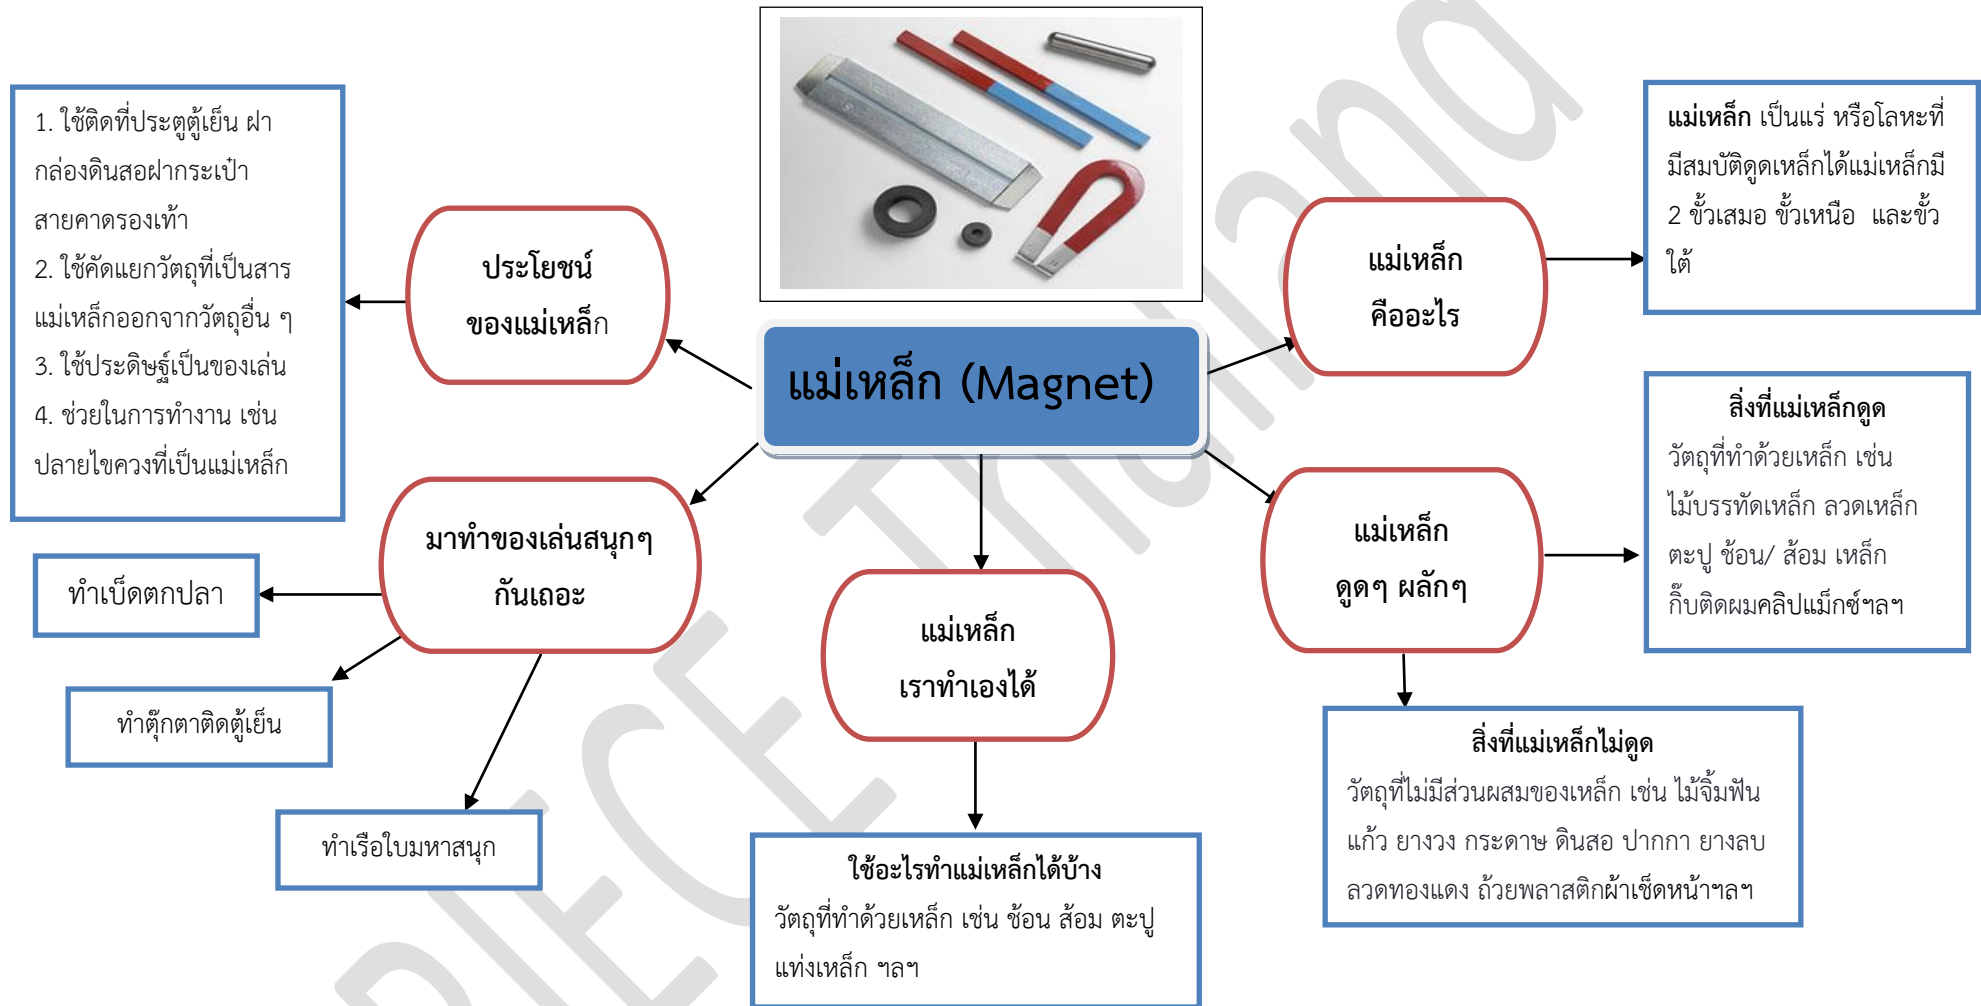 แม่เหล็ก (Magnet)
แม่เหล็ก
คืออะไร
แม่เหล็ก เป็นแร่ หรือโลหะที่
มีสมบัติดูดเหล็กได้แม่เหล็กมี
2 ขั้วเสมอ ขั้วเหนือ และขั้ว
ใต้
แม่เหล็ก
ดูดๆ ผลักๆ
สิ่งที่แม่เหล็กดูด
วัตถุที่ทำด้วยเหล็ก เช่น
ไม้บรรทัดเหล็ก ลวดเหล็ก
ตะปู ช้อน/ ส้อม เหล็ก
กิ๊บติดผมคลิปแม็กซ์ฯลฯ
สิ่งที่แม่เหล็กไม่ดูด
วัตถุที่ไม่มีส่วนผสมของเหล็ก เช่น ไม้จิ้มฟัน
แก้ว ยางวง กระดาษ ดินสอ ปากกา ยางลบ
ลวดทองแดง ถ้วยพลาสติกผ้าเช็ดหน้าฯลฯ
แม่เหล็ก
เราทำเองได้
ใช้อะไรทำแม่เหล็กได้บ้าง
วัตถุที่ทำด้วยเหล็ก เช่น ช้อน ส้อม ตะปู
แท่งเหล็ก ฯลฯ
มาทำของเล่นสนุกๆ
กันเถอะ
ทำเบ็ดตกปลา
ทำตุ๊กตาติดตู้เย็น
ทำเรือใบมหาสนุก
ประโยชน์
ของแม่เหล็ก
1. ใช้ติดที่ประตูตู้เย็น ฝา
กล่องดินสอฝากระเป๋า
สายคาดรองเท้า
2. ใช้คัดแยกวัตถุที่เป็นสาร
แม่เหล็กออกจากวัตถุอื่น ๆ
3. ใช้ประดิษฐ์เป็นของเล่น
4. ช่วยในการทำงาน เช่น
ปลายไขควงที่เป็นแม่เหล็ก
PIECE Thailand